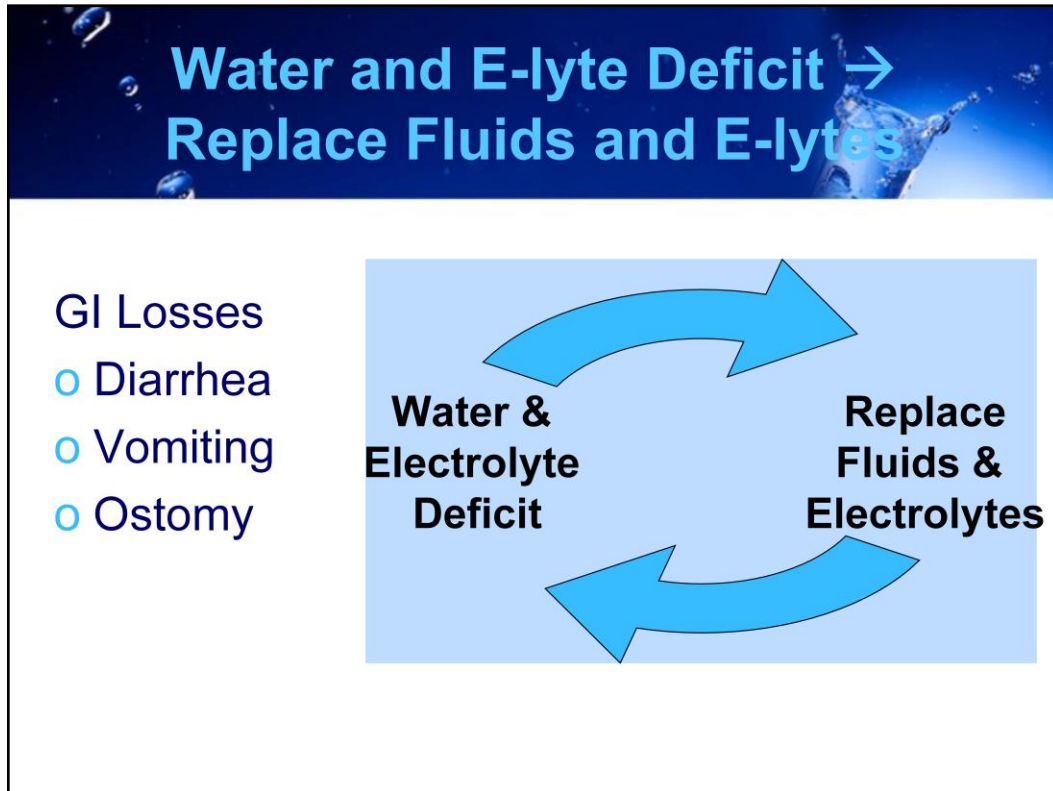 Water and E-lyte Deficit →
Replace Fluids and E-lytes
GI Losses
o Diarrhea
o Vomiting
o Ostomy
Water &
Electrolyte
Deficit
Replace
Fluids &
Electrolytes